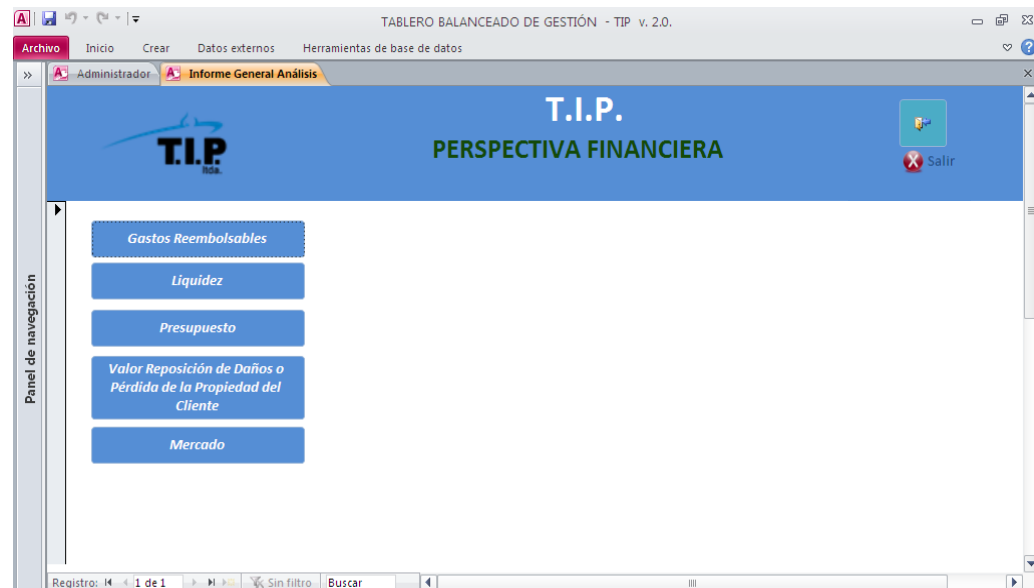 TABLERO BALANCEADO DE GESTIÓN - TIP v. 2.0.
Archivo Inicio Crear Datos externos Herramientas de base de datos
Administrador Informe General Análisis
T.I.P.
ltda.
T.I.P.
PERSPECTIVA FINANCIERA
Salir
Gastos Reembolsables
Liquidez
Presupuesto
Valor Reposición de Daños o
Pérdida de la Propiedad del
Cliente
Mercado
Panel de navegación
Registro: 1 de 1 Sin filtro Buscar